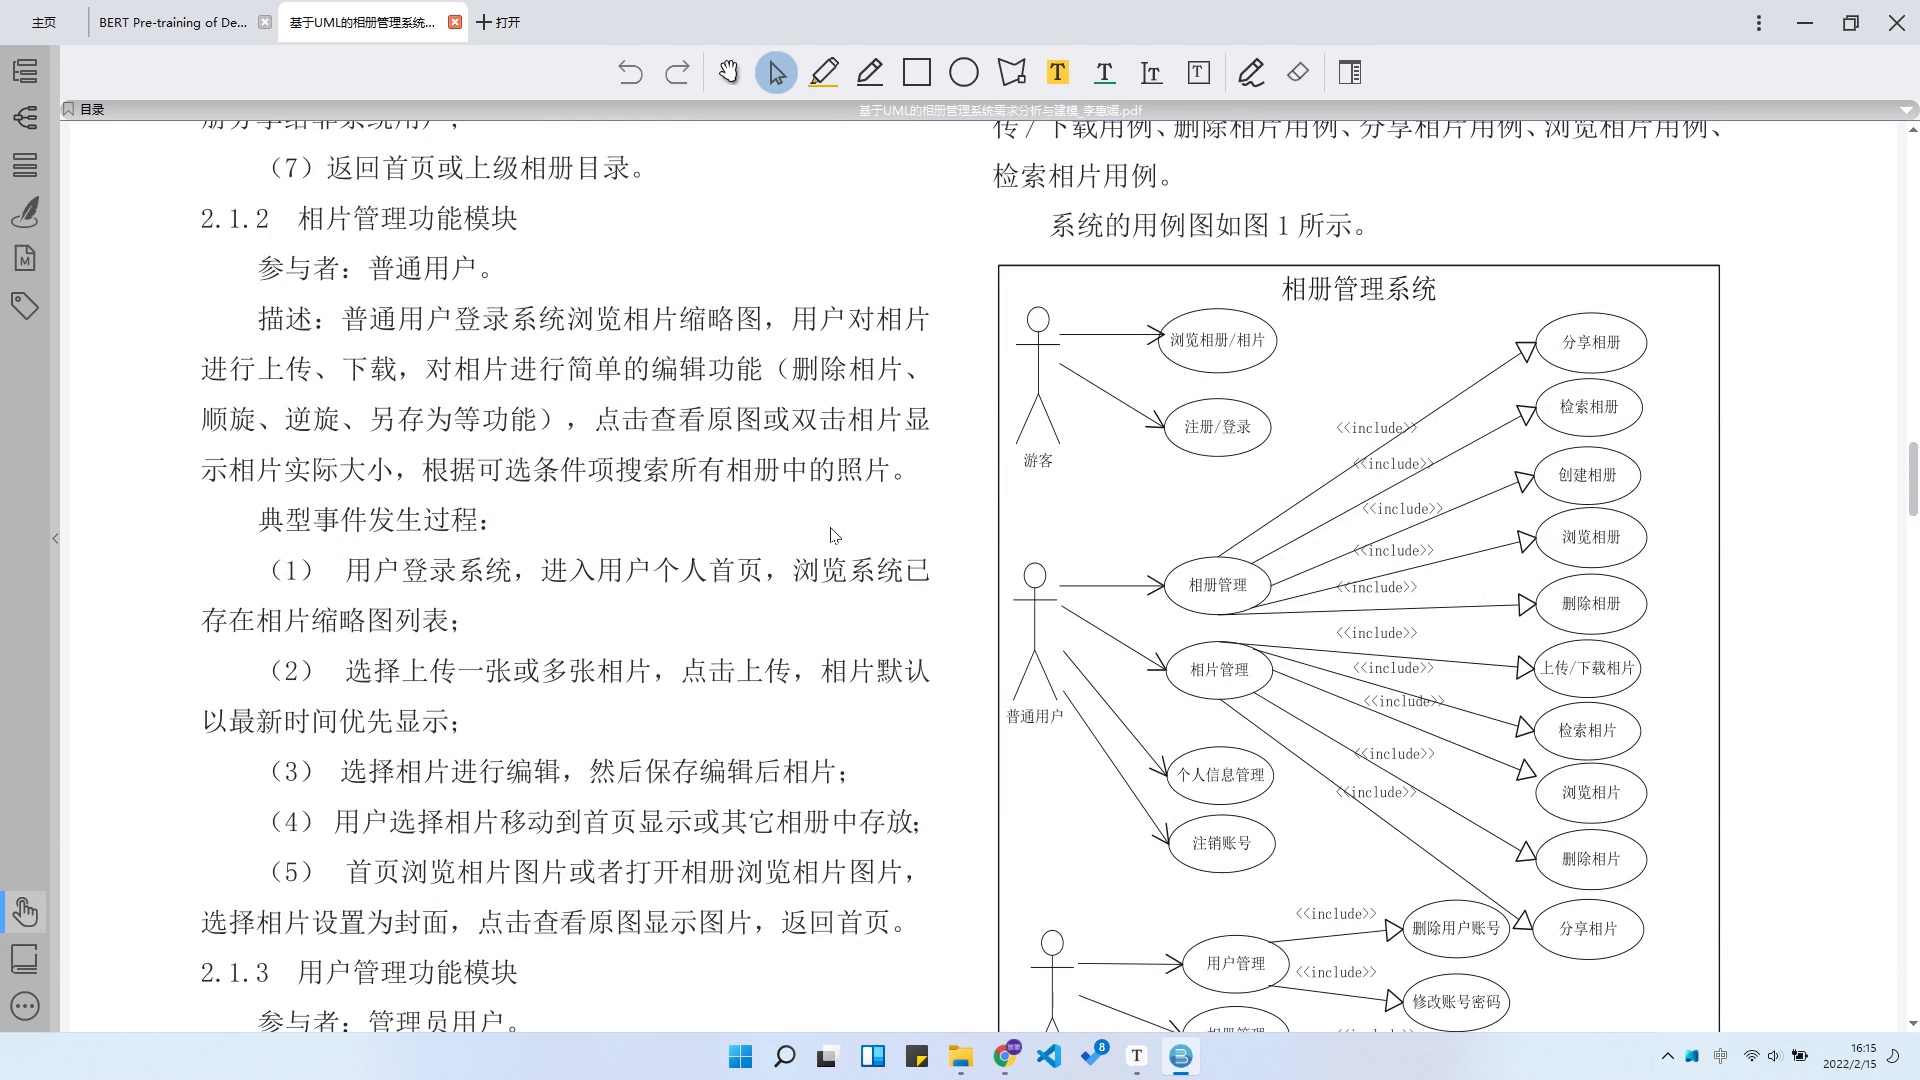 主页
BERT Pre-training of De...
基于UML的相册管理系统...
打开
目录
基于UML的相册管理系统需求分析与建模_李惠媛.pdf
册分享给非系统用户；
（7）返回首页或上级相册目录。
2.1.2 相片管理功能模块
参与者：普通用户。
描述：普通用户登录系统浏览相片缩略图，用户对相片
进行上传、下载，对相片进行简单的编辑功能（删除相片、
顺旋、逆旋、另存为等功能），点击查看原图或双击相片显
示相片实际大小，根据可选条件项搜索所有相册中的照片。
典型事件发生过程：
（1） 用户登录系统，进入用户个人首页，浏览系统已
存在相片缩略图列表；
（2） 选择上传一张或多张相片，点击上传，相片默认
以最新时间优先显示；
（3） 选择相片进行编辑，然后保存编辑后相片；
（4） 用户选择相片移动到首页显示或其它相册中存放；
（5） 首页浏览相片图片或者打开相册浏览相片图片，
选择相片设置为封面，点击查看原图显示图片，返回首页。
2.1.3 用户管理功能模块
参与者：管理员用户。
传/下载用例、删除相片用例、分享相片用例、浏览相片用例、
检索相片用例。
系统的用例图如图 1 所示。
相册管理系统
浏览相册/相片
注册/登录
游客
分享相册
检索相册
创建相册
浏览相册
删除相册
<<include>>
<<include>>
<<include>>
<<include>>
<<include>>
相册管理
普通用户
相片管理
<<include>>
<<include>>
<<include>>
<<include>>
<<include>>
上传/下载相片
检索相片
浏览相片
删除相片
分享相片
个人信息管理
注销账号
用户管理
<<include>>
<<include>>
删除用户账号
修改账号密码
相册管理
<<include>>
8
中
16:15
2022/2/15